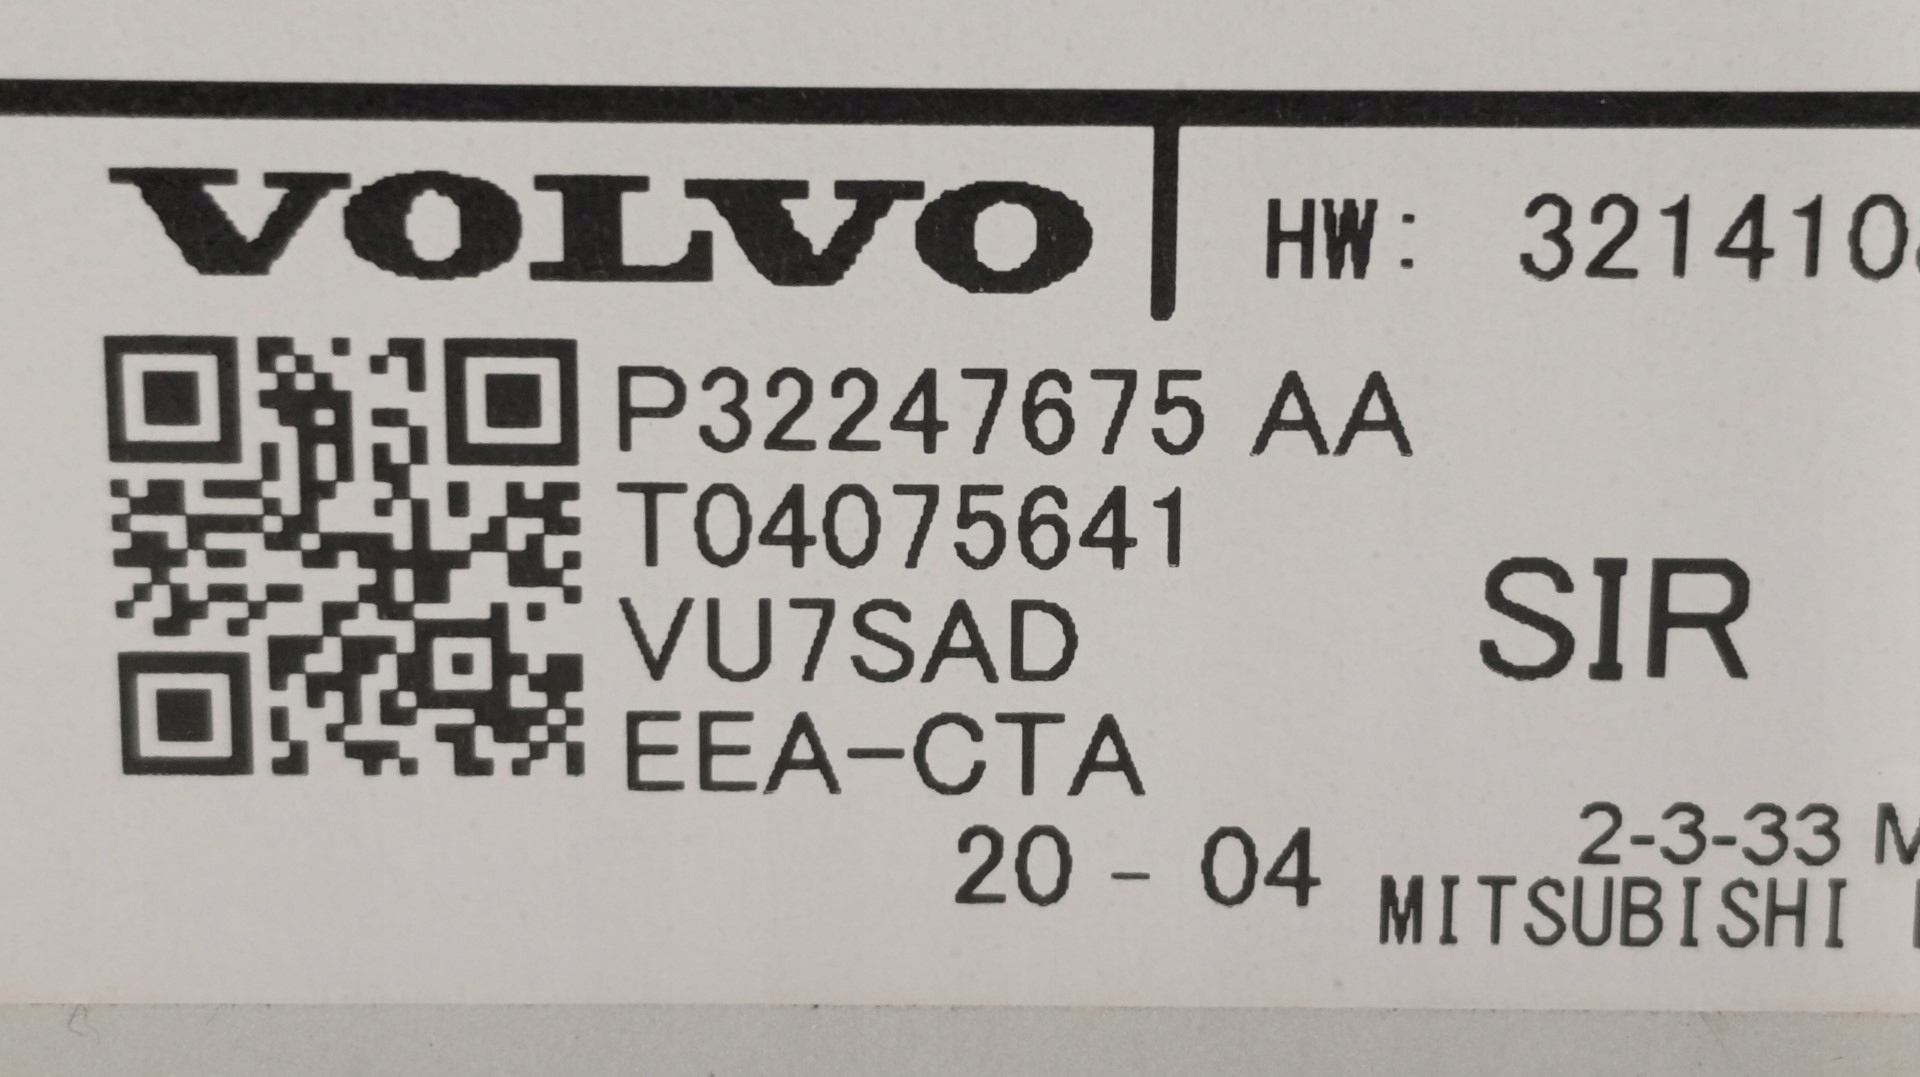 VOLVO
HW: 321410
P32247675 AA
T04075641
VU7SAD
SIR
EEA-CTA
20 - 04
2-3-33
MITSUBISHI